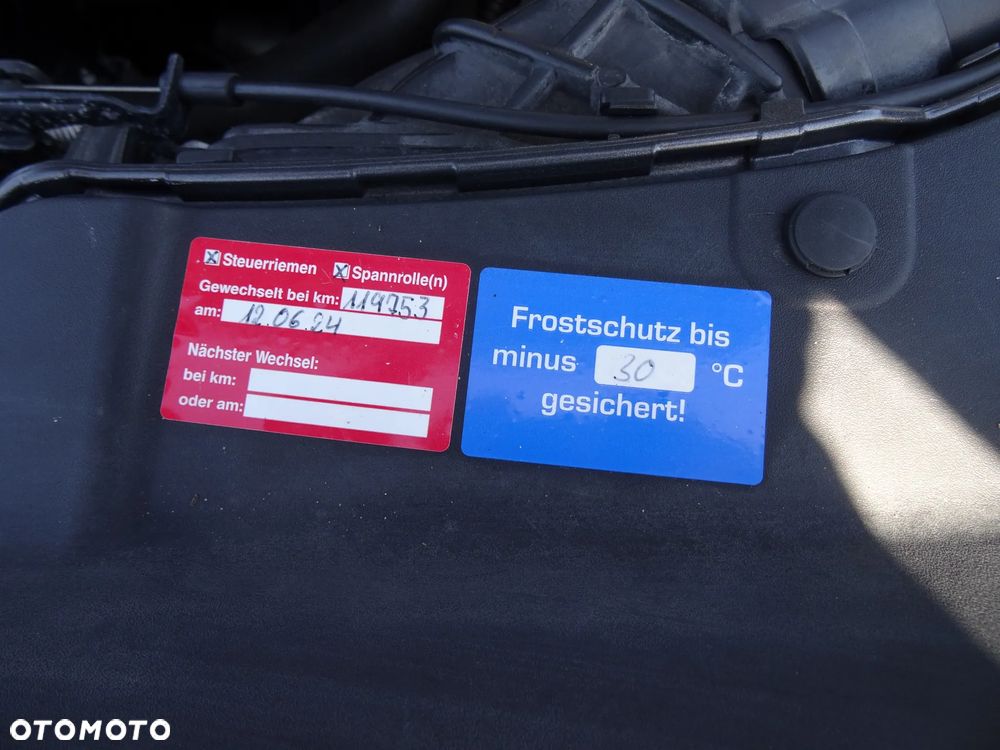 Steuerriemen Spannrolle(n)
Gewechselt bei km: 119753
am: 12.06.24
Nächster Wechsel:
bei km:
oder am:
Frostschutz bis
minus 30 °C
gesichert!
OTOMOTO